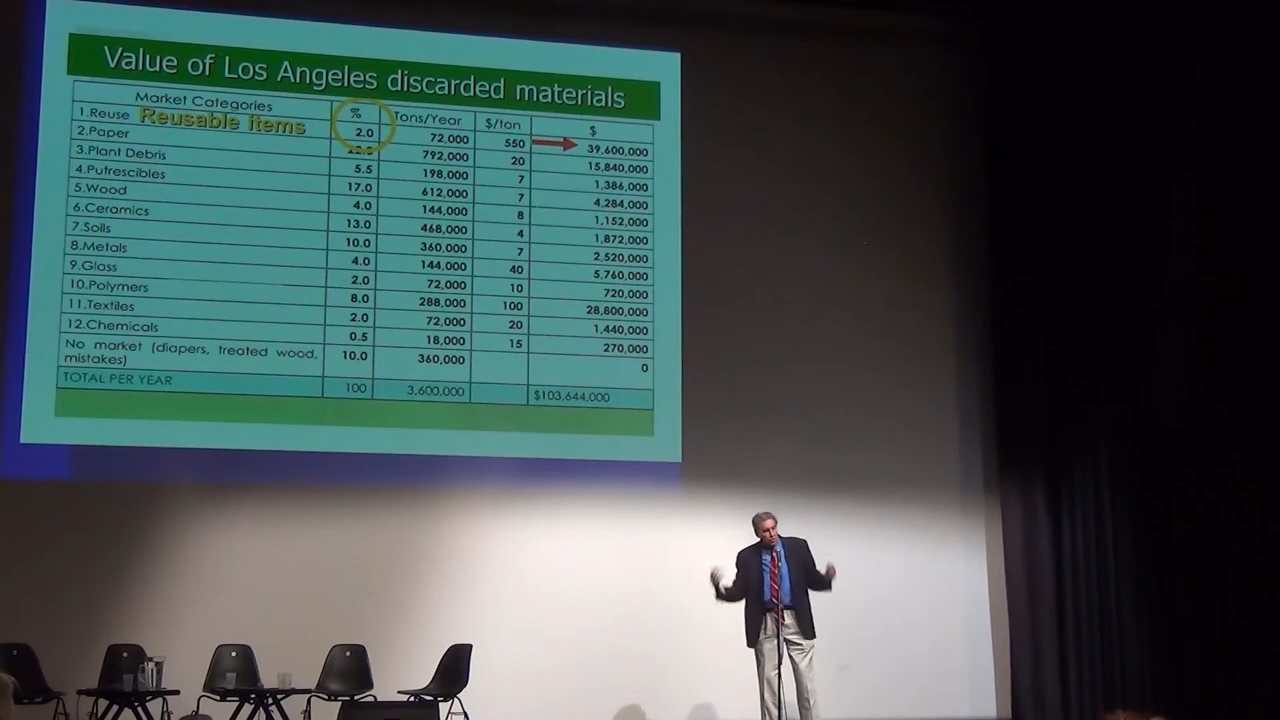 Value of Los Angeles discarded materials
Market Categories % Tons/Year $/ton $
1.Reuse Reusable items 2.0 72,000 550 39,600,000
2.Paper 792,000 20 15,840,000
3.Plant Debris 5.5 198,000 7 1,386,000
4.Putrescibles 17.0 612,000 7 4,284,000
5.Wood 4.0 144,000 8 1,152,000
6.Ceramics 13.0 468,000 4 1,872,000
7.Soils 10.0 360,000 7 2,520,000
8.Metals 4.0 144,000 40 5,760,000
9.Glass 2.0 72,000 10 720,000
10.Polymers 8.0 288,000 100 28,800,000
11.Textiles 2.0 72,000 20 1,440,000
12.Chemicals 0.5 18,000 15 270,000
No market (diapers, treated wood, 10.0 360,000 0
mistakes)
TOTAL PER YEAR 100 3,600,000 $103,644,000